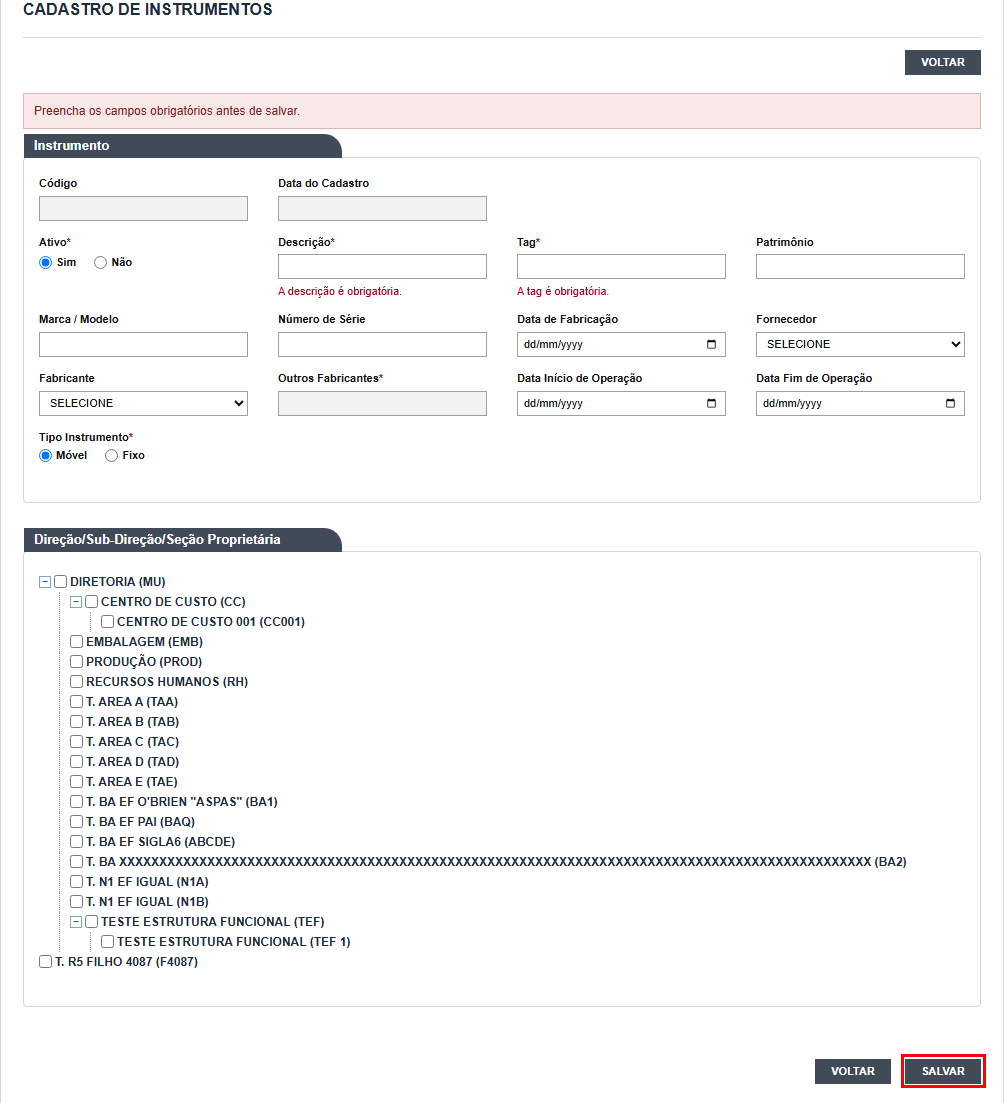 CADASTRO DE INSTRUMENTOS
VOLTAR
Preencha os campos obrigatórios antes de salvar.
Instrumento
Código Data do Cadastro
Ativo* Descrição* Tag* Patrimônio
Sim Não
A descrição é obrigatória. A tag é obrigatória.
Marca / Modelo Número de Série Data de Fabricação Fornecedor
dd/mm/yyyy SELECIONE
Fabricante Outros Fabricantes* Data Início de Operação Data Fim de Operação
SELECIONE dd/mm/yyyy dd/mm/yyyy
Tipo Instrumento*
Móvel Fixo
Direção/Sub-Direção/Seção Proprietária
DIRETORIA (MU)
CENTRO DE CUSTO (CC)
CENTRO DE CUSTO 001 (CC001)
EMBALAGEM (EMB)
PRODUÇÃO (PROD)
RECURSOS HUMANOS (RH)
T. AREA A (TAA)
T. AREA B (TAB)
T. AREA C (TAC)
T. AREA D (TAD)
T. AREA E (TAE)
T. BA EF O'BRIEN "ASPAS" (BA1)
T. BA EF PAI (BAQ)
T. BA EF SIGLA6 (ABCDE)
T. BA XXXXXXXXXXXXXXXXXXXXXXXXXXXXXXXXXXXXXXXXXXXXXXXXXXXXXXXXXXXXXXXXXXXXXXXXXXXXXXXXXXXXXXXXXXXXXX (BA2)
T. N1 EF IGUAL (N1A)
T. N1 EF IGUAL (N1B)
TESTE ESTRUTURA FUNCIONAL (TEF)
TESTE ESTRUTURA FUNCIONAL (TEF 1)
T. R5 FILHO 4087 (F4087)
VOLTAR SALVAR